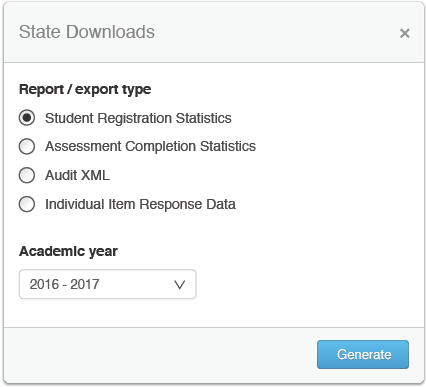 State Downloads
×
Report / export type
Student Registration Statistics
Assessment Completion Statistics
Audit XML
Individual Item Response Data
Academic year
2016 - 2017
Generate